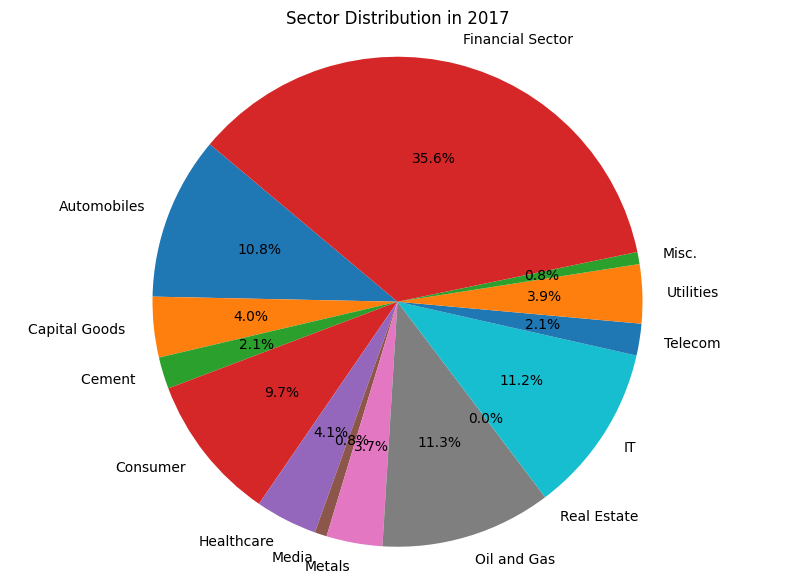 Sector Distribution in 2017
Financial Sector
35.6%
Automobiles
10.8%
Capital Goods
4.0%
Cement
2.1%
Consumer
9.7%
Healthcare
4.1%
Media
0.8%
Metals
3.7%
Oil and Gas
11.3%
Real Estate
0.0%
IT
11.2%
Telecom
2.1%
Utilities
3.9%
Misc.
0.8%